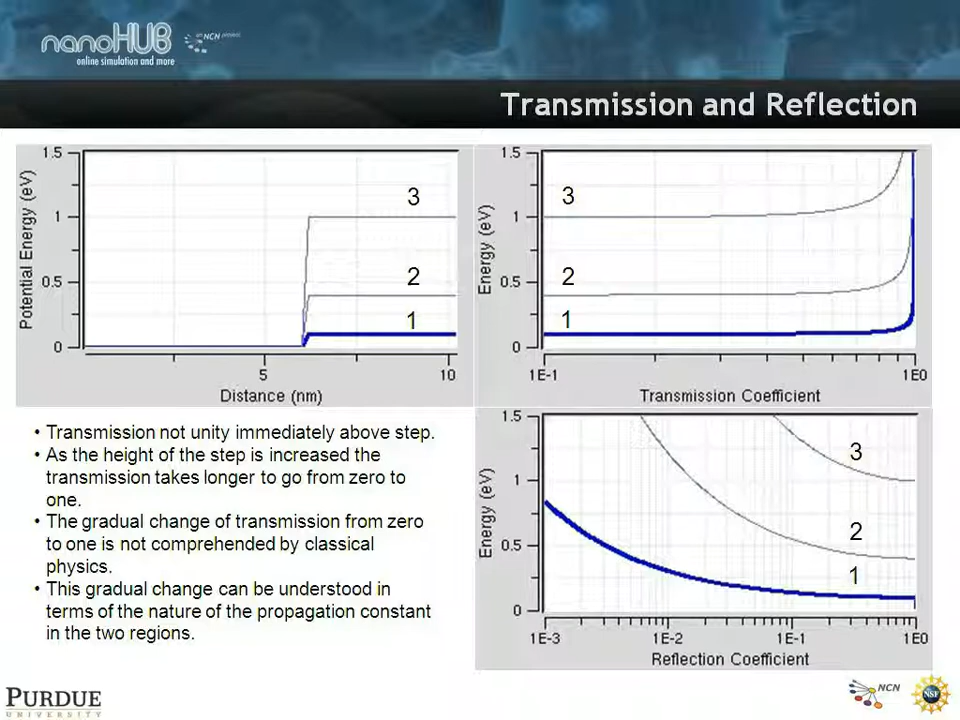 nanoHUB
an NCN project
online simulation and more
Transmission and Reflection
1.5
1
0.5
0
Potential Energy (eV)
3
2
1
5
10
Distance (nm)
1.5
1
0.5
0
Energy (eV)
3
2
1
1E-1
1E0
Transmission Coefficient
• Transmission not unity immediately above step.
• As the height of the step is increased the
transmission takes longer to go from zero to
one.
• The gradual change of transmission from zero
to one is not comprehended by classical
physics.
• This gradual change can be understood in
terms of the nature of the propagation constant
in the two regions.
1.5
1
0.5
0
Energy (eV)
3
2
1
1E-3
1E-2
1E-1
1E0
Reflection Coefficient
PURDUE
UNIVERSITY
NCN
NSF